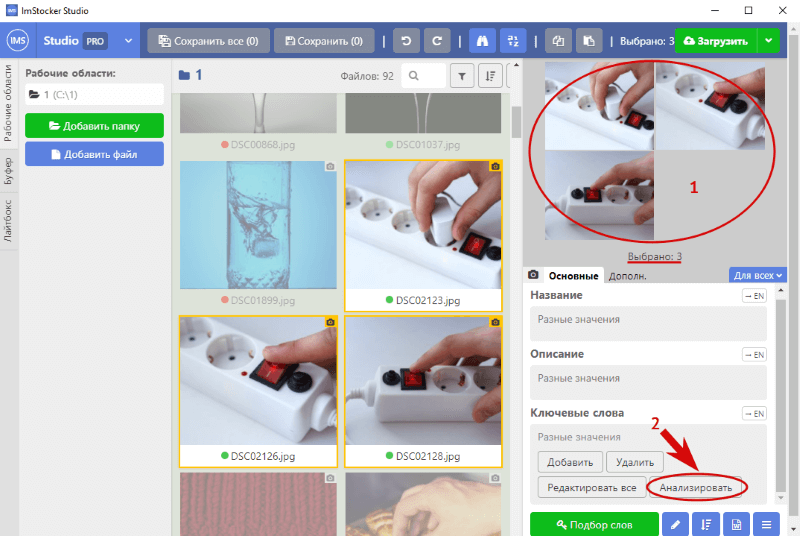 ImStocker Studio
IMS Studio PRO Сохранить все (0) Сохранить (0) Выбрано: 3 Загрузить
Рабочие области
Буфер
Лайтбокс
Рабочие области:
1 (C:\1)
Добавить папку
Добавить файл
1 Файлов: 92
DSC00868.jpg DSC01037.jpg
DSC01899.jpg DSC02123.jpg
DSC02126.jpg DSC02128.jpg
1
Выбрано: 3
Основные Дополн. Для всех
Название → EN
Разные значения
Описание → EN
Разные значения
Ключевые слова → EN
2
Разные значения
Добавить Удалить
Редактировать все Анализировать
Подбор слов